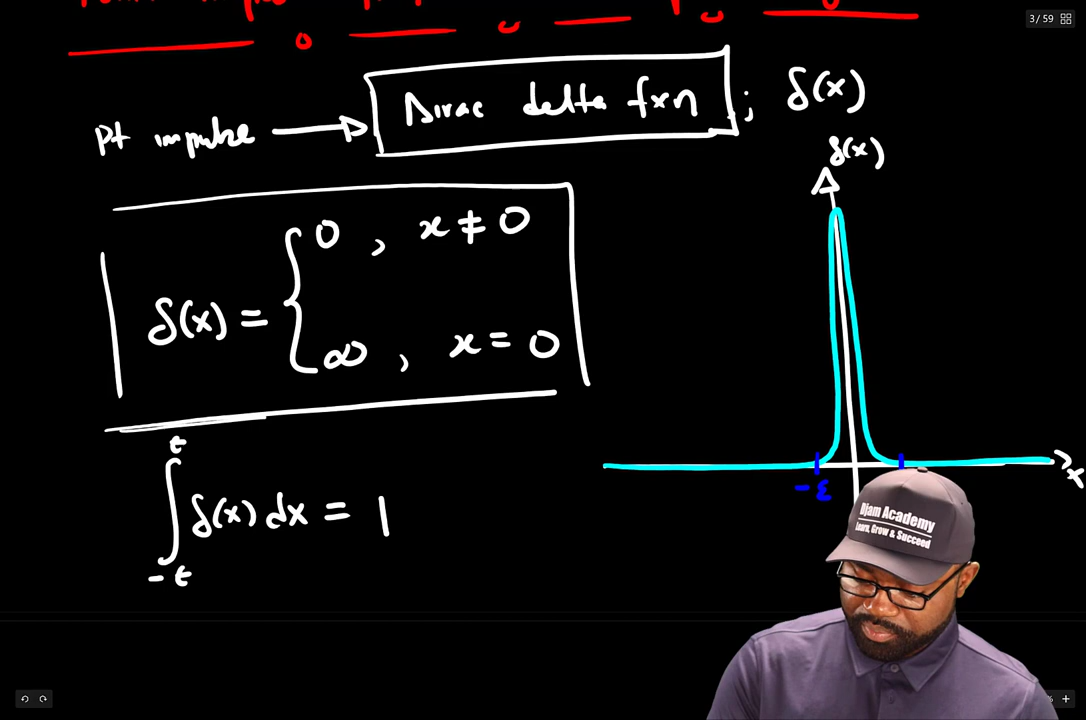 3 / 59
Pt impulse → Dirac delta fxn ; δ(x)
δ(x)
0 , x ≠ 0
δ(x) =
∞ , x = 0
ε
∫ δ(x) dx = 1
-ε
-ε
x
Djam Academy
Learn, Grow & Succeed